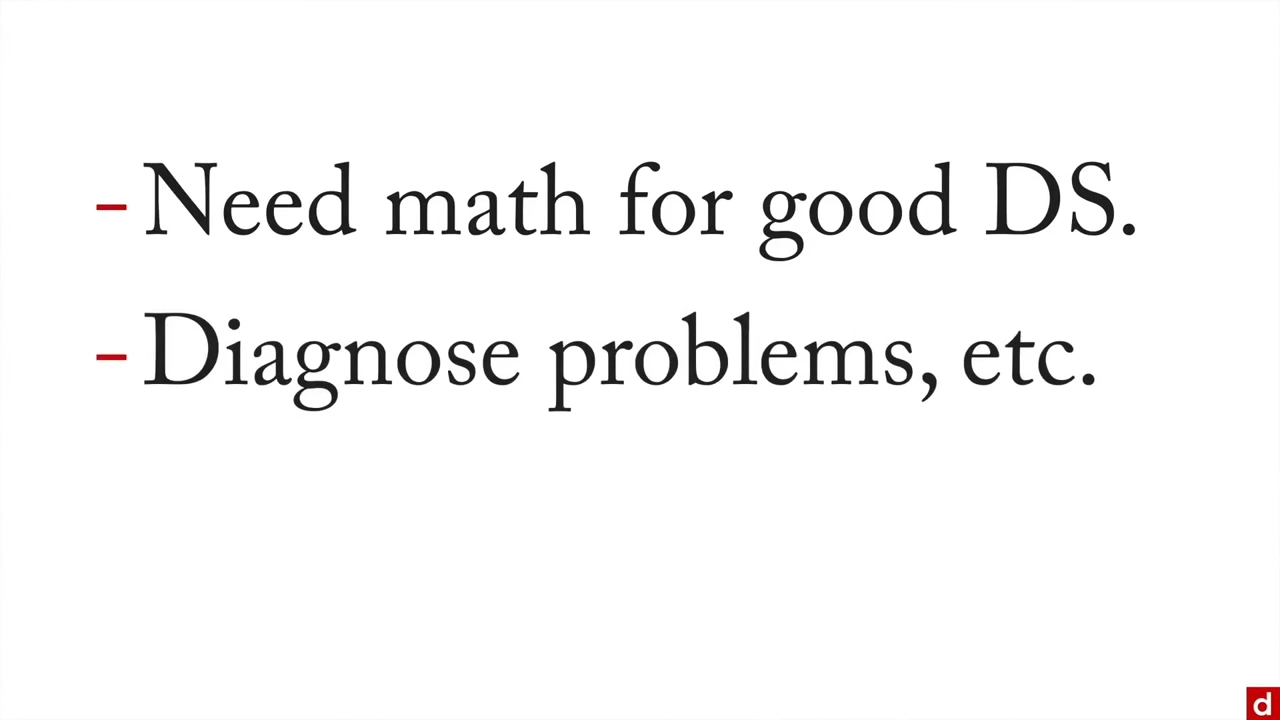 - Need math for good DS.
- Diagnose problems, etc.
d